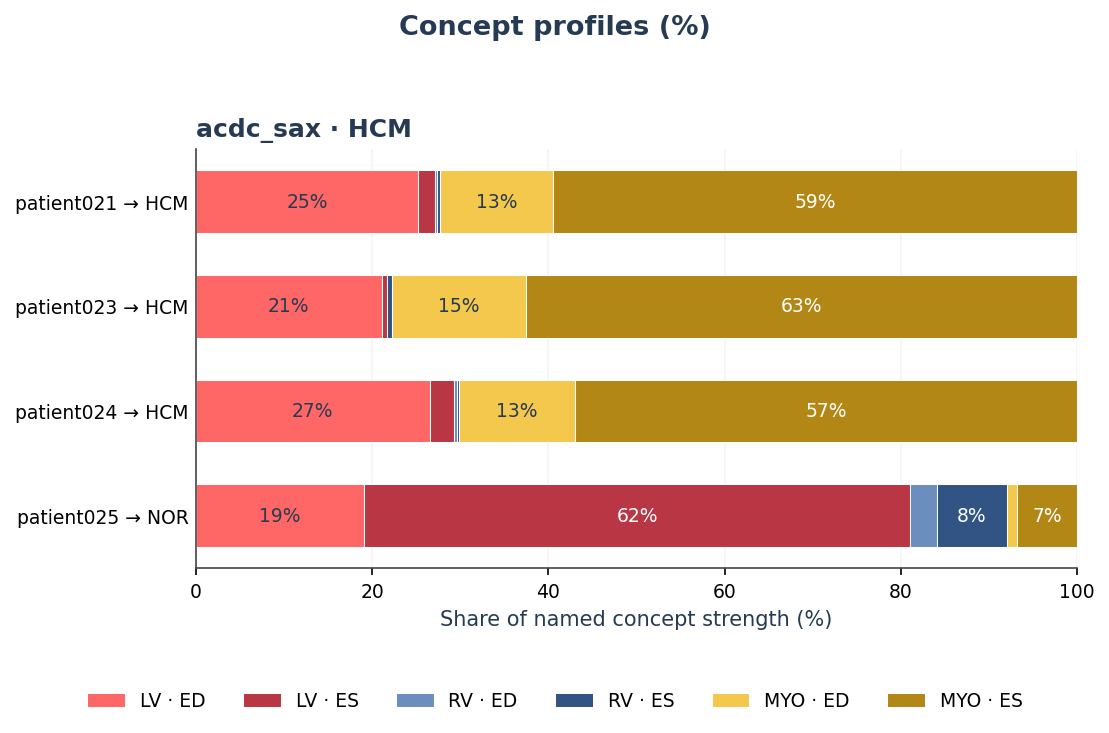 Concept profiles (%)
acdc_sax · HCM
patient021 → HCM 25% 13% 59%
patient023 → HCM 21% 15% 63%
patient024 → HCM 27% 13% 57%
patient025 → NOR 19% 62% 8% 7%
0 20 40 60 80 100
Share of named concept strength (%)
LV · ED LV · ES RV · ED RV · ES MYO · ED MYO · ES